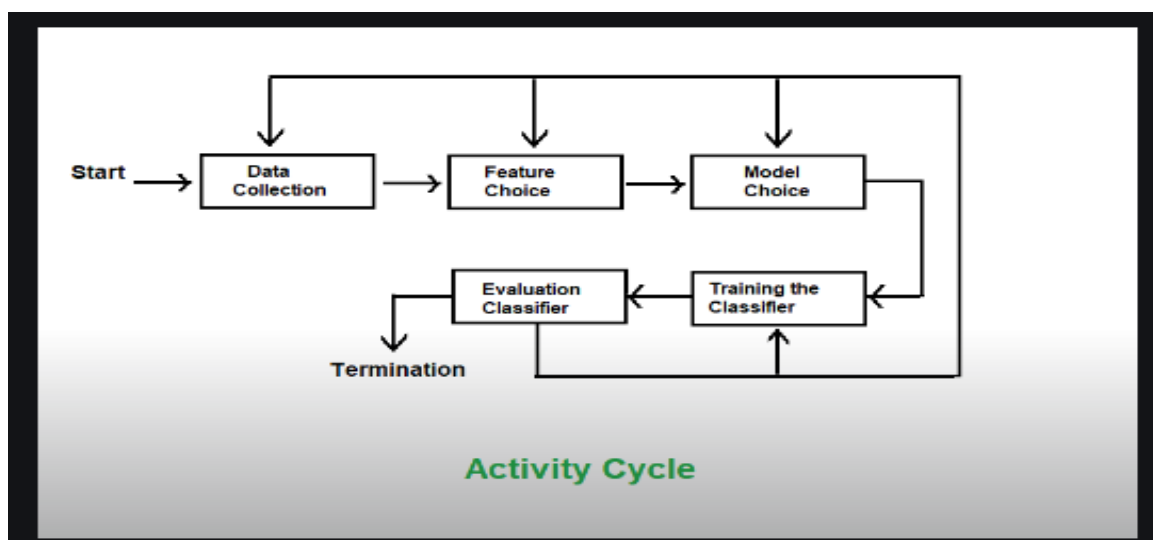 Start
Data
Collection
Feature
Choice
Model
Choice
Evaluation
Classifier
Training the
Classifier
Termination
Activity Cycle